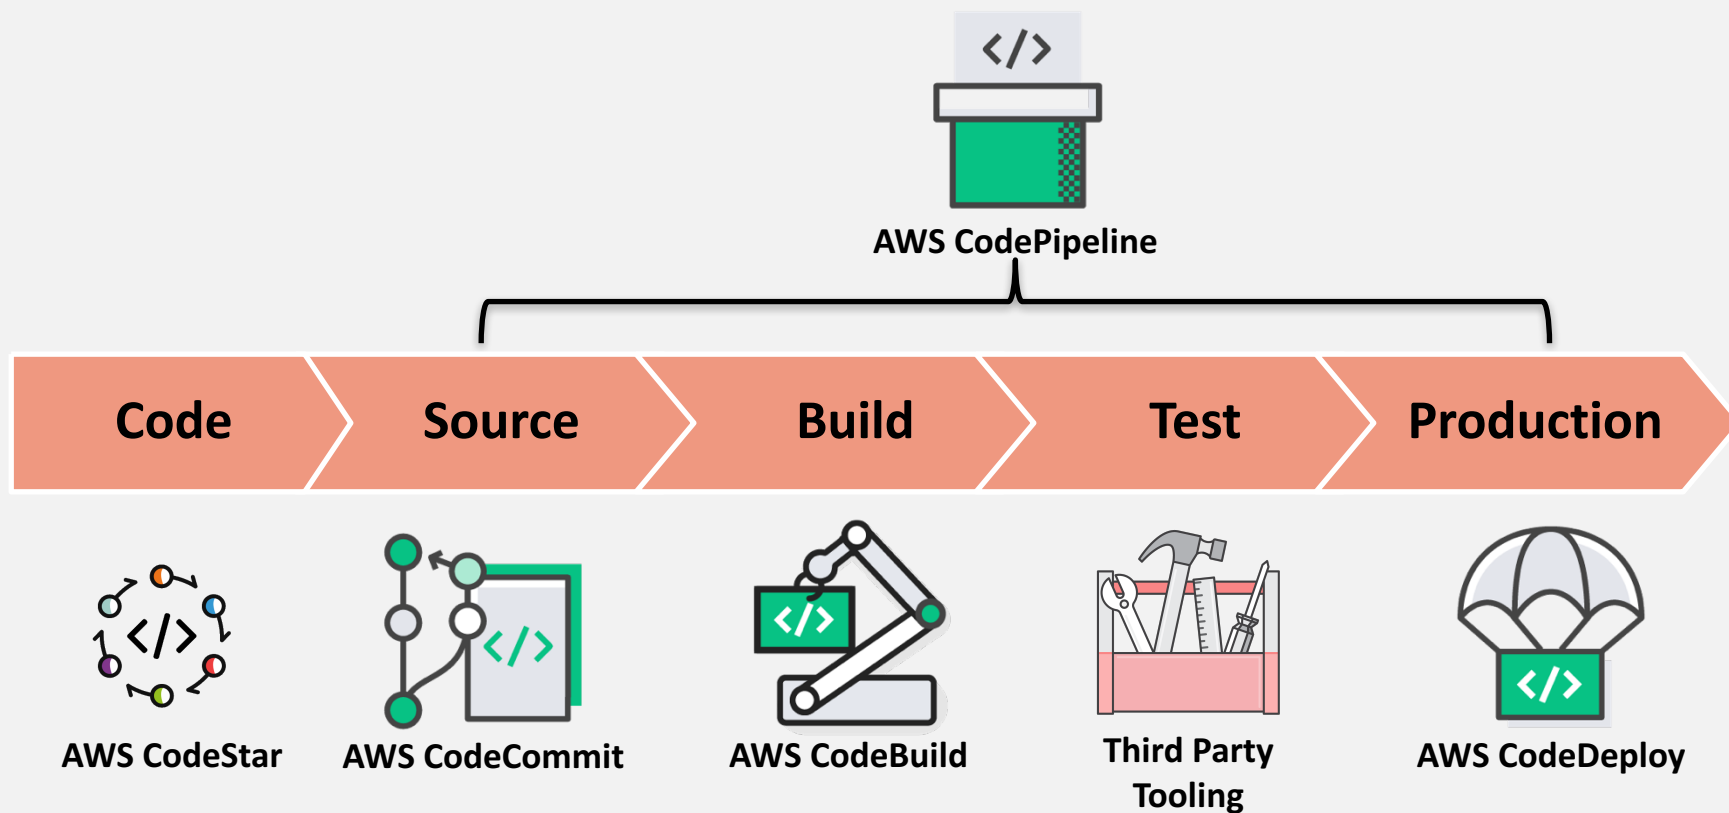 </>
AWS CodePipeline
Code
Source
Build
Test
Production
</>
</>
</>
</>
AWS CodeStar
AWS CodeCommit
AWS CodeBuild
Third Party
Tooling
AWS CodeDeploy